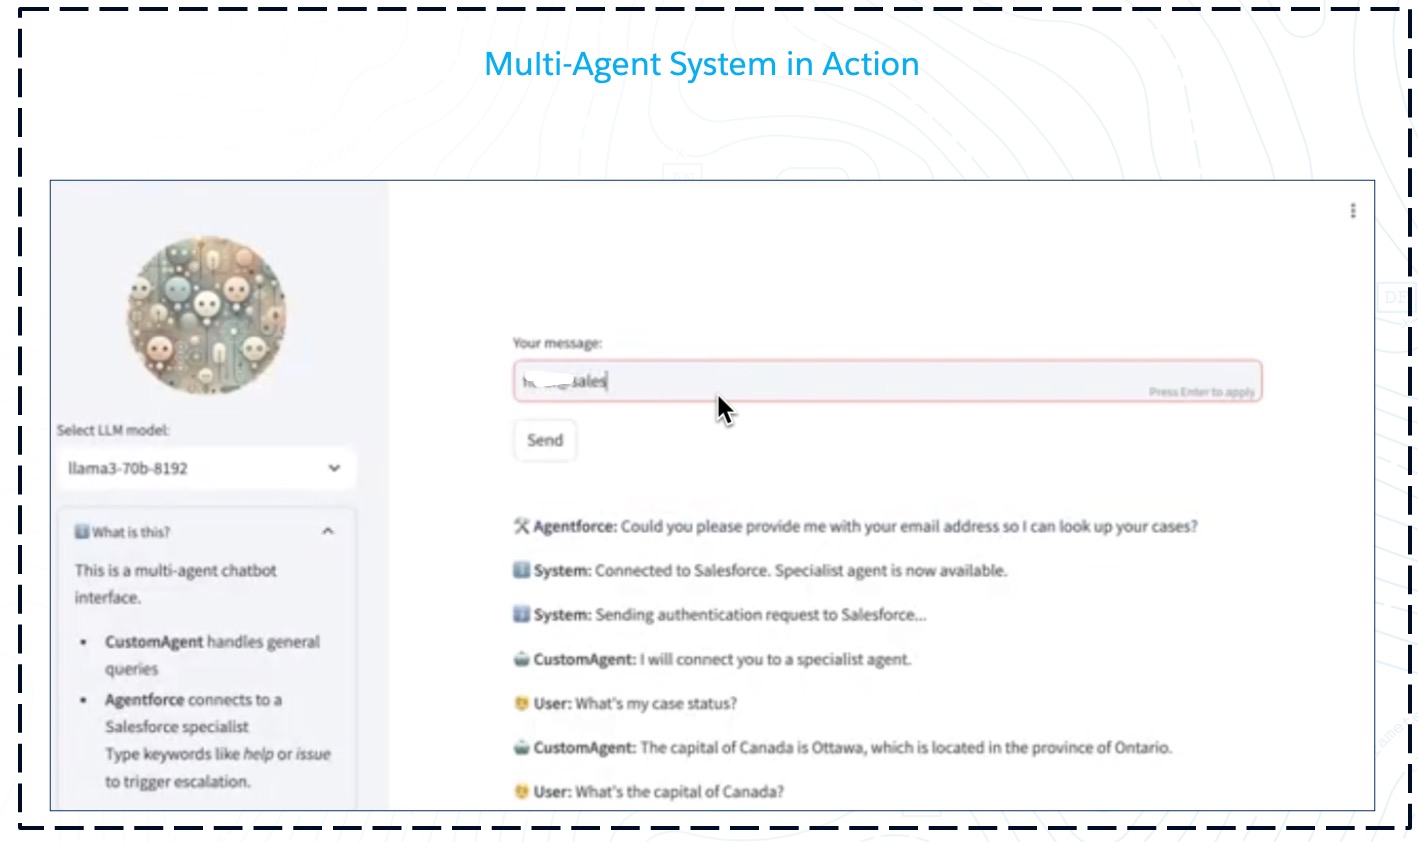 Multi-Agent System in Action
Select LLM model:
llama3-70b-8192
What is this?
This is a multi-agent chatbot
interface.
• CustomAgent handles general
queries
• Agentforce connects to a
Salesforce specialist
Type keywords like help or issue
to trigger escalation.
Your message:
sales
Press Enter to apply
Send
Agentforce: Could you please provide me with your email address so I can look up your cases?
System: Connected to Salesforce. Specialist agent is now available.
System: Sending authentication request to Salesforce...
CustomAgent: I will connect you to a specialist agent.
User: What's my case status?
CustomAgent: The capital of Canada is Ottawa, which is located in the province of Ontario.
User: What's the capital of Canada?